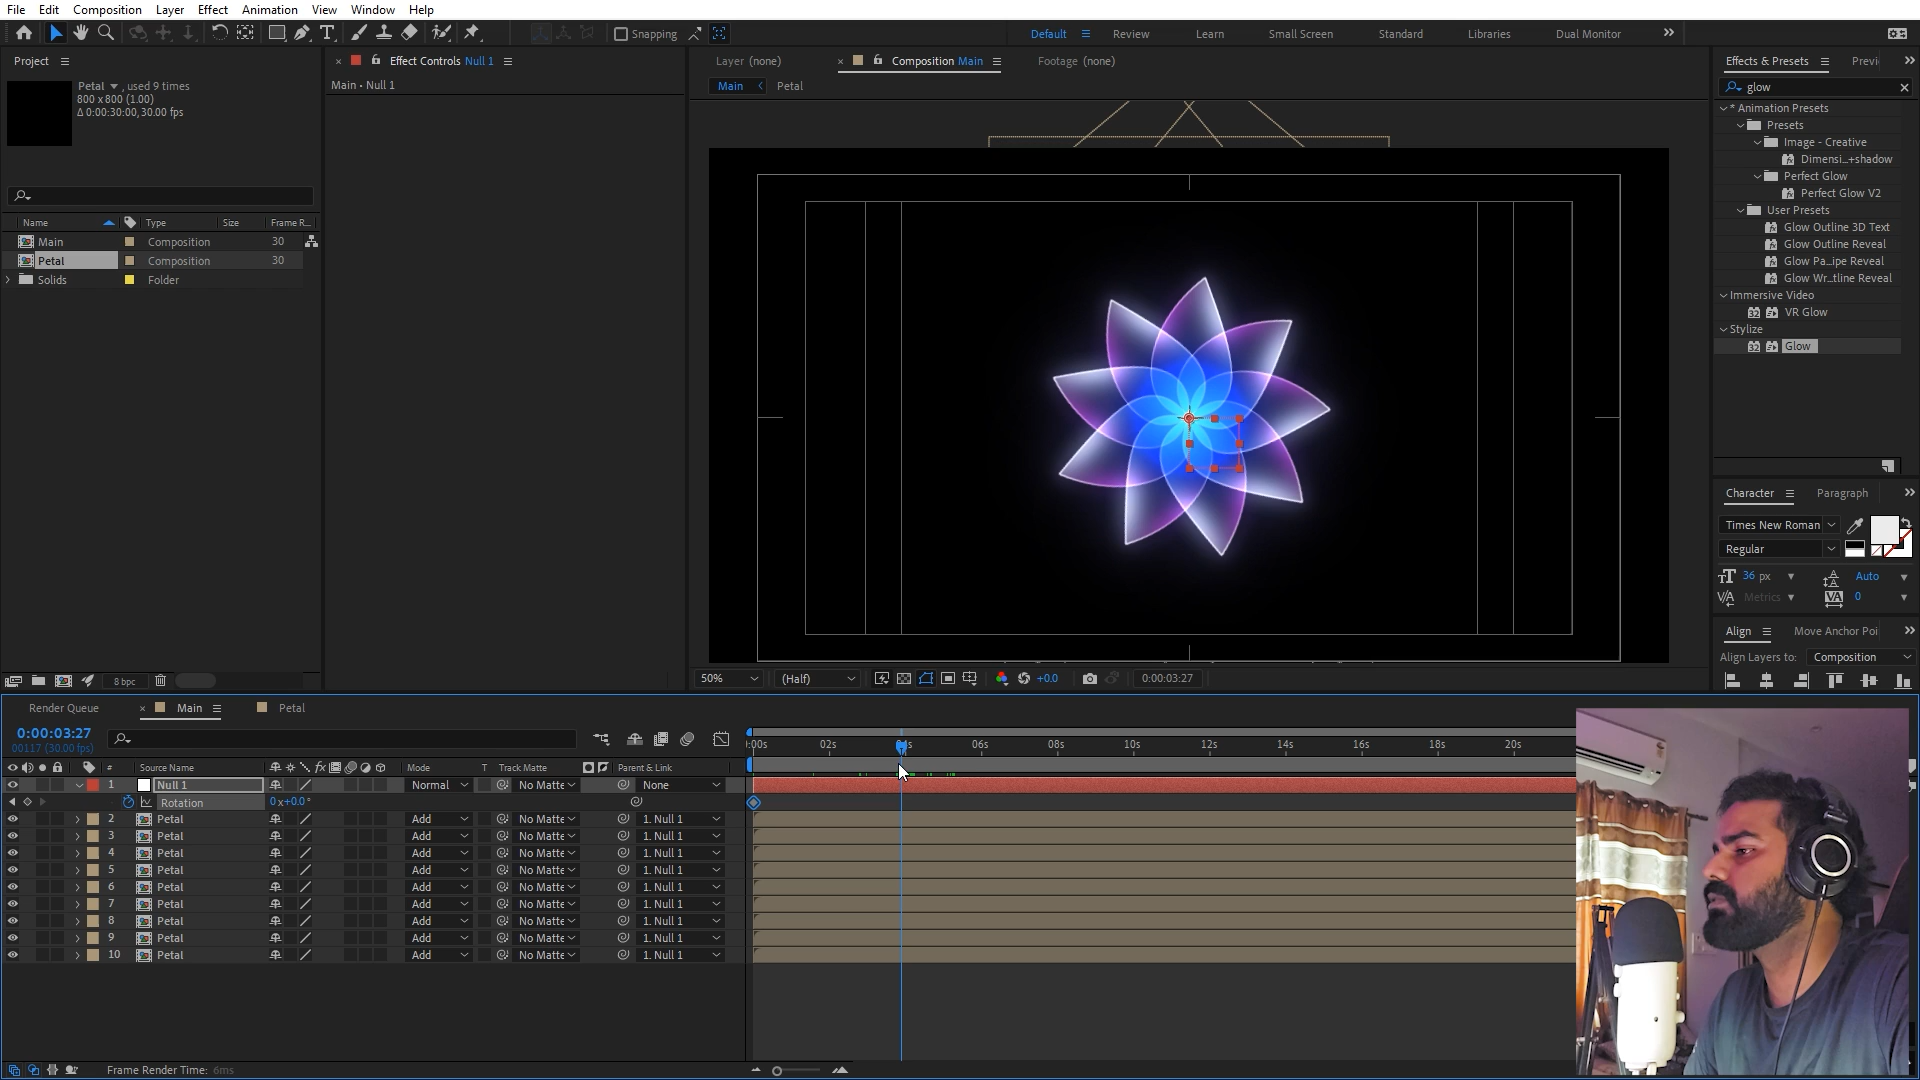 File Edit Composition Layer Effect Animation View Window Help
Snapping
Default Review Learn Small Screen Standard Libraries Dual Monitor
Project
Petal , used 9 times
800 x 800 (1.00)
Δ 0:00:30:00, 30.00 fps
Name Type Size Frame R...
Main Composition 30
Petal Composition 30
Solids Folder
8 bpc
Effect Controls Null 1
Main • Null 1
Layer (none) Composition Main Footage (none)
Main Petal
50% (Half) +0.0 0:00:03:27
Effects & Presets Previ
glow
* Animation Presets
Presets
Image - Creative
Dimensi...+shadow
Perfect Glow
Perfect Glow V2
User Presets
Glow Outline 3D Text
Glow Outline Reveal
Glow Pa...ipe Reveal
Glow Wr...tline Reveal
Immersive Video
32 VR Glow
Stylize
32 Glow
Character Paragraph
Times New Roman
Regular
36 px Auto
Metrics 0
Align Move Anchor Poi
Align Layers to: Composition
Render Queue Main Petal
0:00:03:27
00117 (30.00 fps)
:00s 02s 04s 06s 08s 10s 12s 14s 16s 18s 20s
# Source Name fx Mode T Track Matte Parent & Link
1 Null 1 Normal No Matte None
Rotation 0x+0.0°
2 Petal Add No Matte 1. Null 1
3 Petal Add No Matte 1. Null 1
4 Petal Add No Matte 1. Null 1
5 Petal Add No Matte 1. Null 1
6 Petal Add No Matte 1. Null 1
7 Petal Add No Matte 1. Null 1
8 Petal Add No Matte 1. Null 1
9 Petal Add No Matte 1. Null 1
10 Petal Add No Matte 1. Null 1
Frame Render Time: 6ms